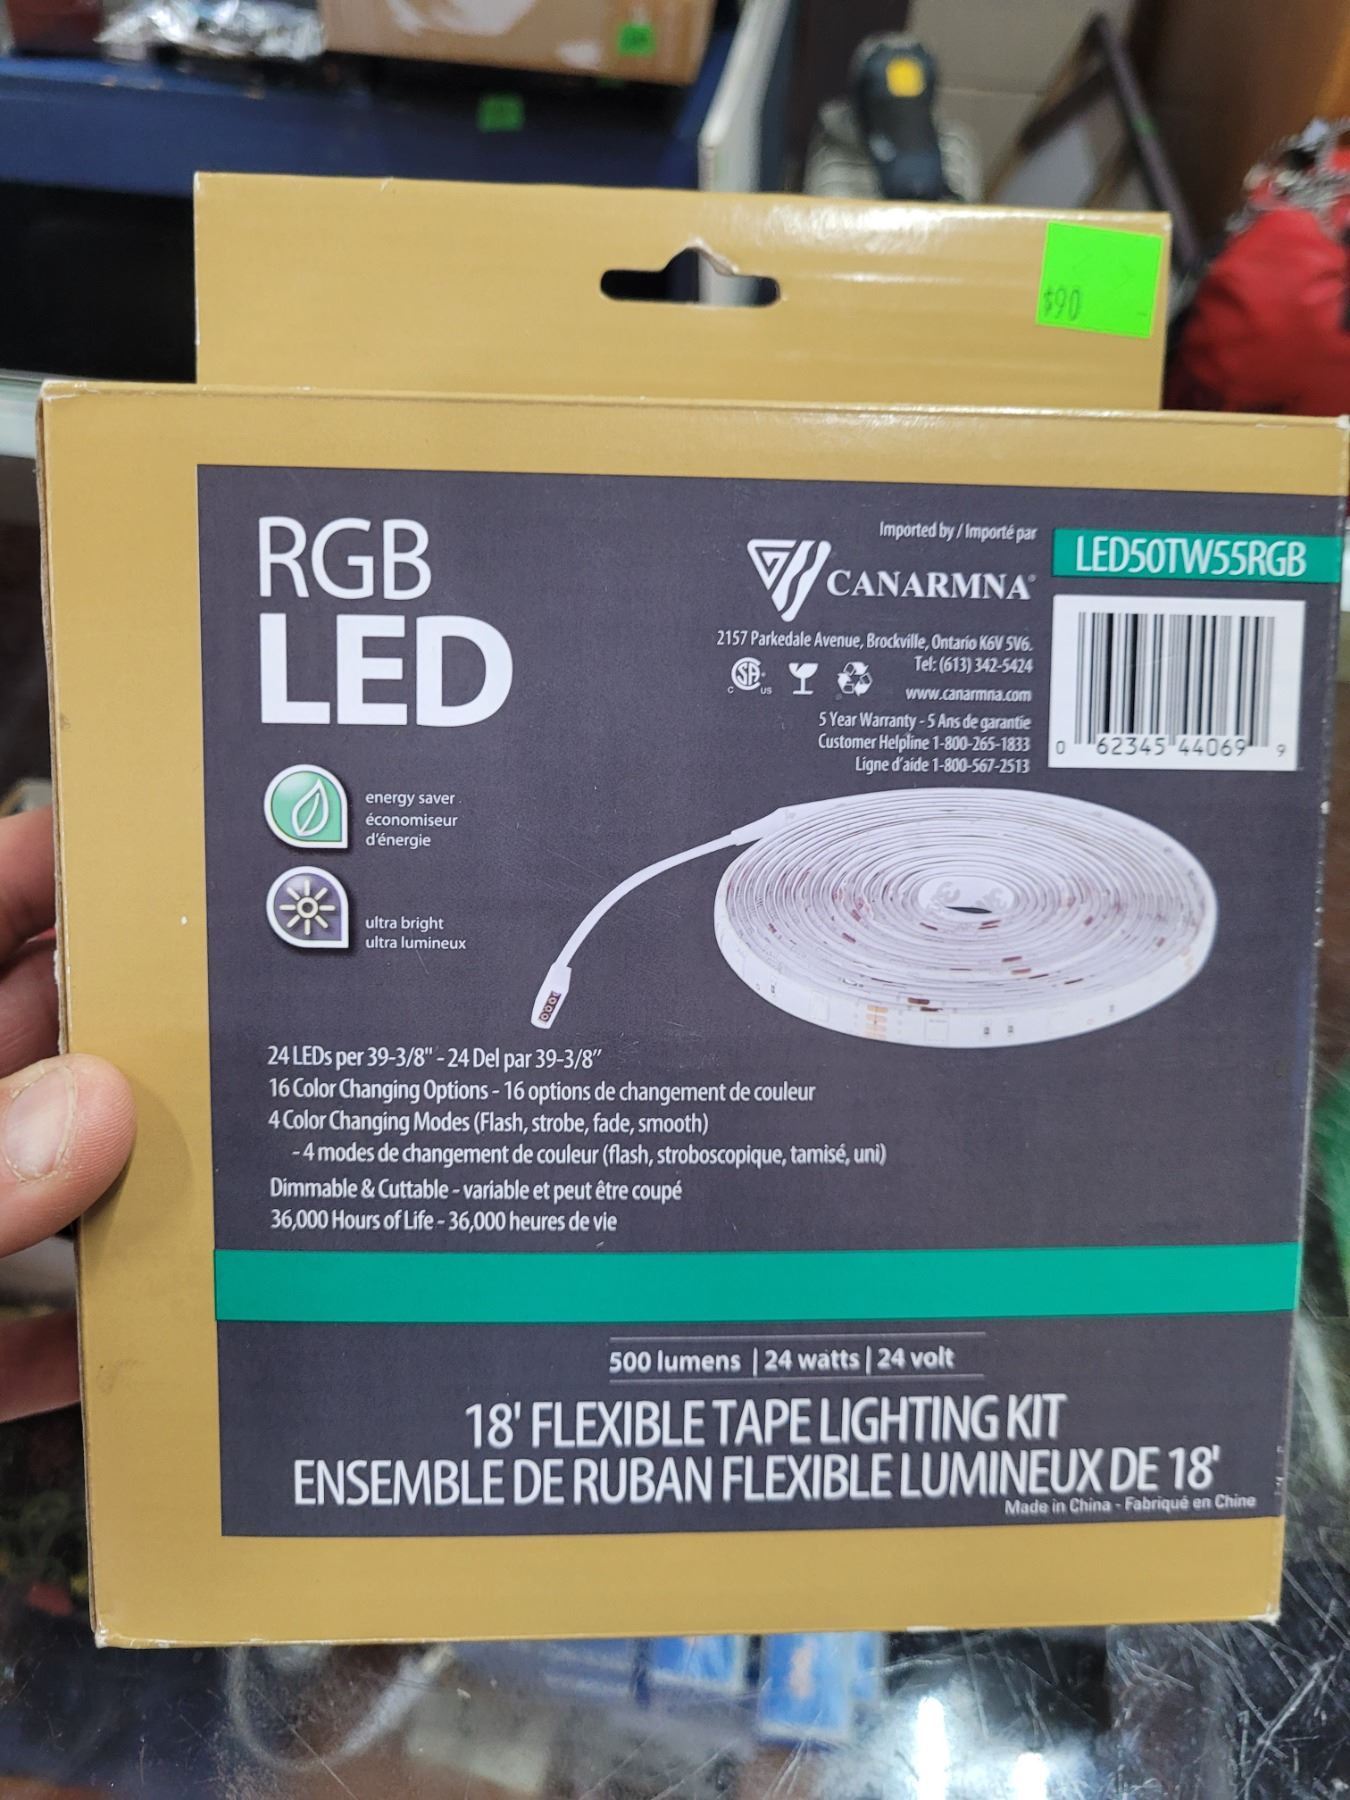 $90
RGB
LED
Imported by / Importé par
CANARMNA®
LED50TW55RGB
2157 Parkedale Avenue, Brockville, Ontario K6V 5V6.
Tel: (613) 342-5424
www.canarmna.com
5 Year Warranty - 5 Ans de garantie
Customer Helpline 1-800-265-1833
Ligne d'aide 1-800-567-2513
C SA US
0 62345 44069 9
energy saver
économiseur
d'énergie
ultra bright
ultra lumineux
24 LEDs per 39-3/8" - 24 Del par 39-3/8"
16 Color Changing Options - 16 options de changement de couleur
4 Color Changing Modes (Flash, strobe, fade, smooth)
- 4 modes de changement de couleur (flash, stroboscopique, tamisé, uni)
Dimmable & Cuttable - variable et peut être coupé
36,000 Hours of Life - 36,000 heures de vie
500 lumens | 24 watts | 24 volt
18' FLEXIBLE TAPE LIGHTING KIT
ENSEMBLE DE RUBAN FLEXIBLE LUMINEUX DE 18'
Made in China - Fabriqué en Chine